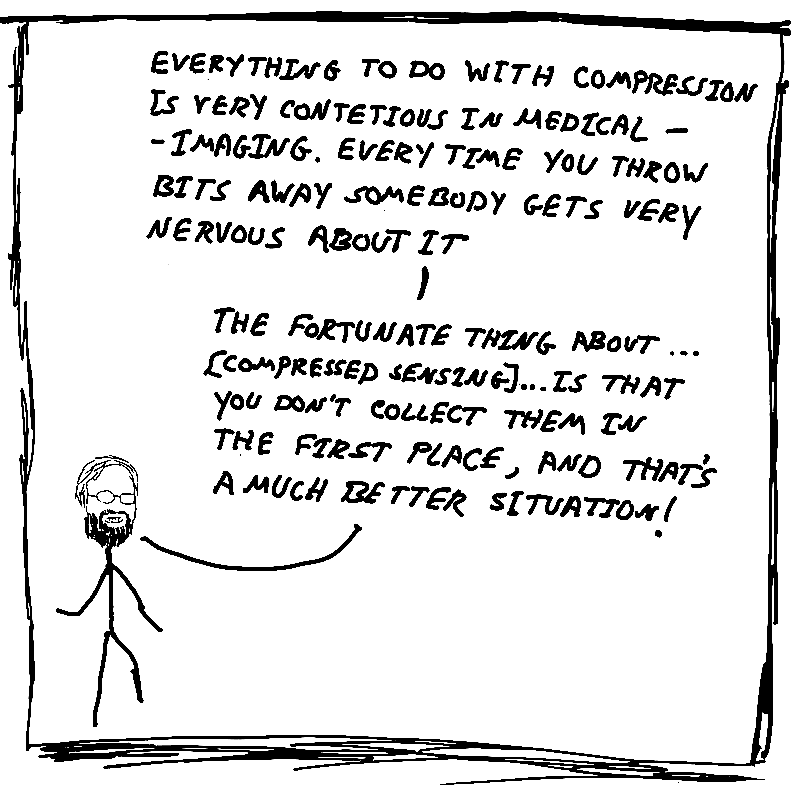 EVERYTHING TO DO WITH COMPRESSION
IS VERY CONTETIOUS IN MEDICAL -
-IMAGING. EVERY TIME YOU THROW
BITS AWAY SOMEBODY GETS VERY
NERVOUS ABOUT IT
THE FORTUNATE THING ABOUT...
[COMPRESSED SENSING]...IS THAT
YOU DON'T COLLECT THEM IN
THE FIRST PLACE, AND THAT'S
A MUCH BETTER SITUATION!